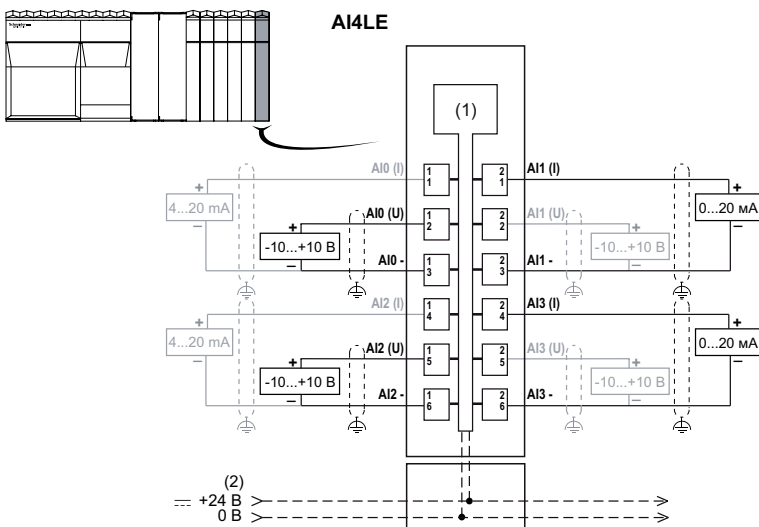 AI4LE
(1)
AI0 (I)
1
1
2
1
AI1 (I)
+
4...20 mA
–
+
0...20 мА
–
AI0 (U)
1
2
2
2
AI1 (U)
+
-10...+10 В
–
+
-10...+10 В
–
AI0 -
1
3
2
3
AI1 -
AI2 (I)
1
4
2
4
AI3 (I)
+
4...20 mA
–
+
0...20 мА
–
AI2 (U)
1
5
2
5
AI3 (U)
+
-10...+10 В
–
+
-10...+10 В
–
AI2 -
1
6
2
6
AI3 -
(2)
+24 В
0 В